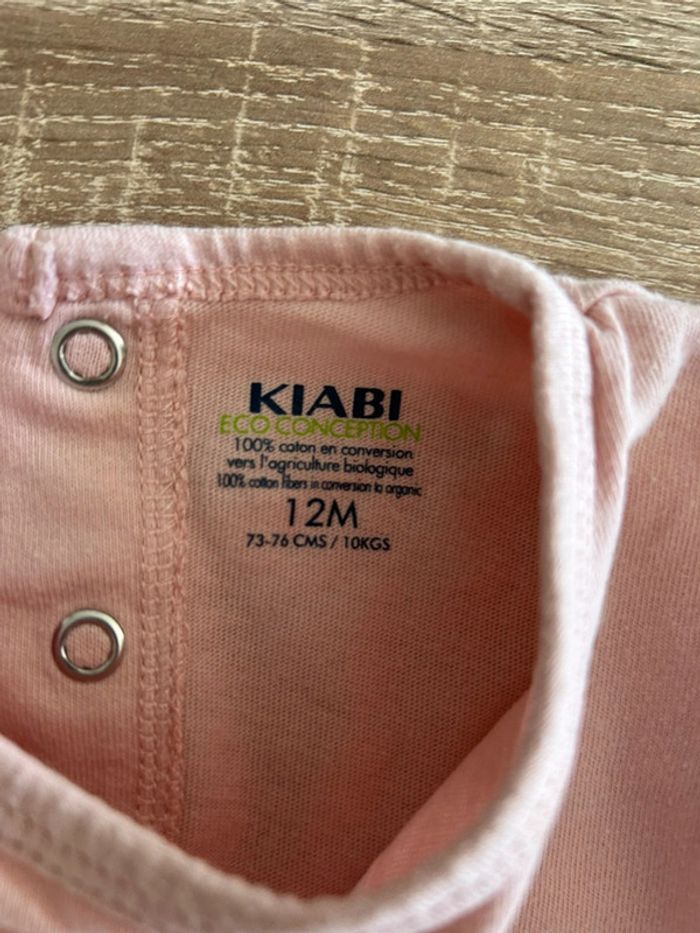 KIABI
ECO CONCEPTION
100% coton en conversion
vers l'agriculture biologique
100% cotton fibers in conversion to organic
12M
73-76 CMS / 10KGS